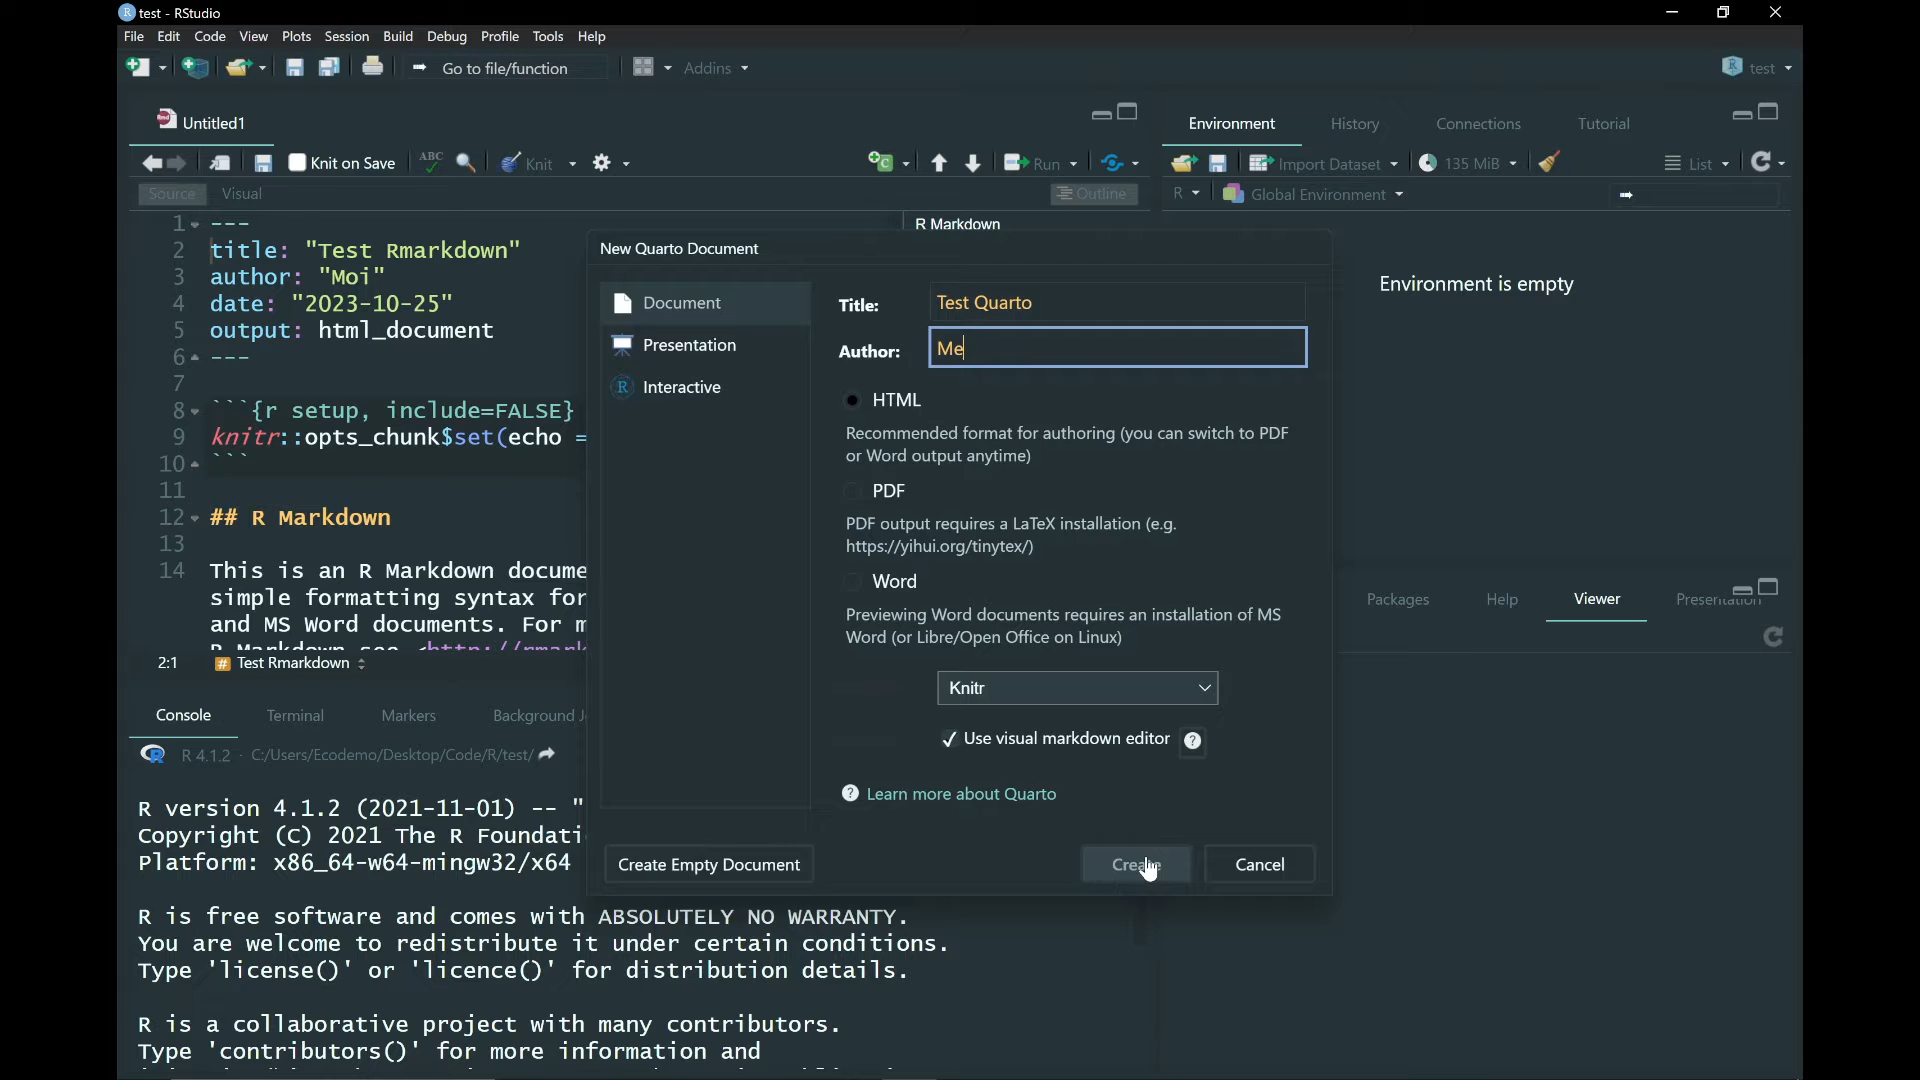 test - RStudio
File Edit Code View Plots Session Build Debug Profile Tools Help
Go to file/function Addins test
Untitled1
Knit on Save ABC Knit Run
Source Visual Outline
1 ---
2 title: "Test Rmarkdown"
3 author: "Moi"
4 date: "2023-10-25"
5 output: html_document
6 ---
7
8 ```{r setup, include=FALSE}
9 knitr::opts_chunk$set(echo =
10 ```
11
12 ## R Markdown
13
14 This is an R Markdown docume
simple formatting syntax for
and MS Word documents. For m
2:1 # Test Rmarkdown
R Markdown
New Quarto Document
Document
Presentation
Interactive
Title: Test Quarto
Author: Me
HTML
Recommended format for authoring (you can switch to PDF
or Word output anytime)
PDF
PDF output requires a LaTeX installation (e.g.
https://yihui.org/tinytex/)
Word
Previewing Word documents requires an installation of MS
Word (or Libre/Open Office on Linux)
Knitr
✓ Use visual markdown editor ?
? Learn more about Quarto
Create Empty Document Create Cancel
Environment History Connections Tutorial
Import Dataset 135 MiB List
R Global Environment
Environment is empty
Packages Help Viewer Presentation
Console Terminal Markers Background J
R 4.1.2 · C:/Users/Ecodemo/Desktop/Code/R/test/
R version 4.1.2 (2021-11-01) -- "
Copyright (C) 2021 The R Foundati
Platform: x86_64-w64-mingw32/x64
R is free software and comes with ABSOLUTELY NO WARRANTY.
You are welcome to redistribute it under certain conditions.
Type 'license()' or 'licence()' for distribution details.
R is a collaborative project with many contributors.
Type 'contributors()' for more information and